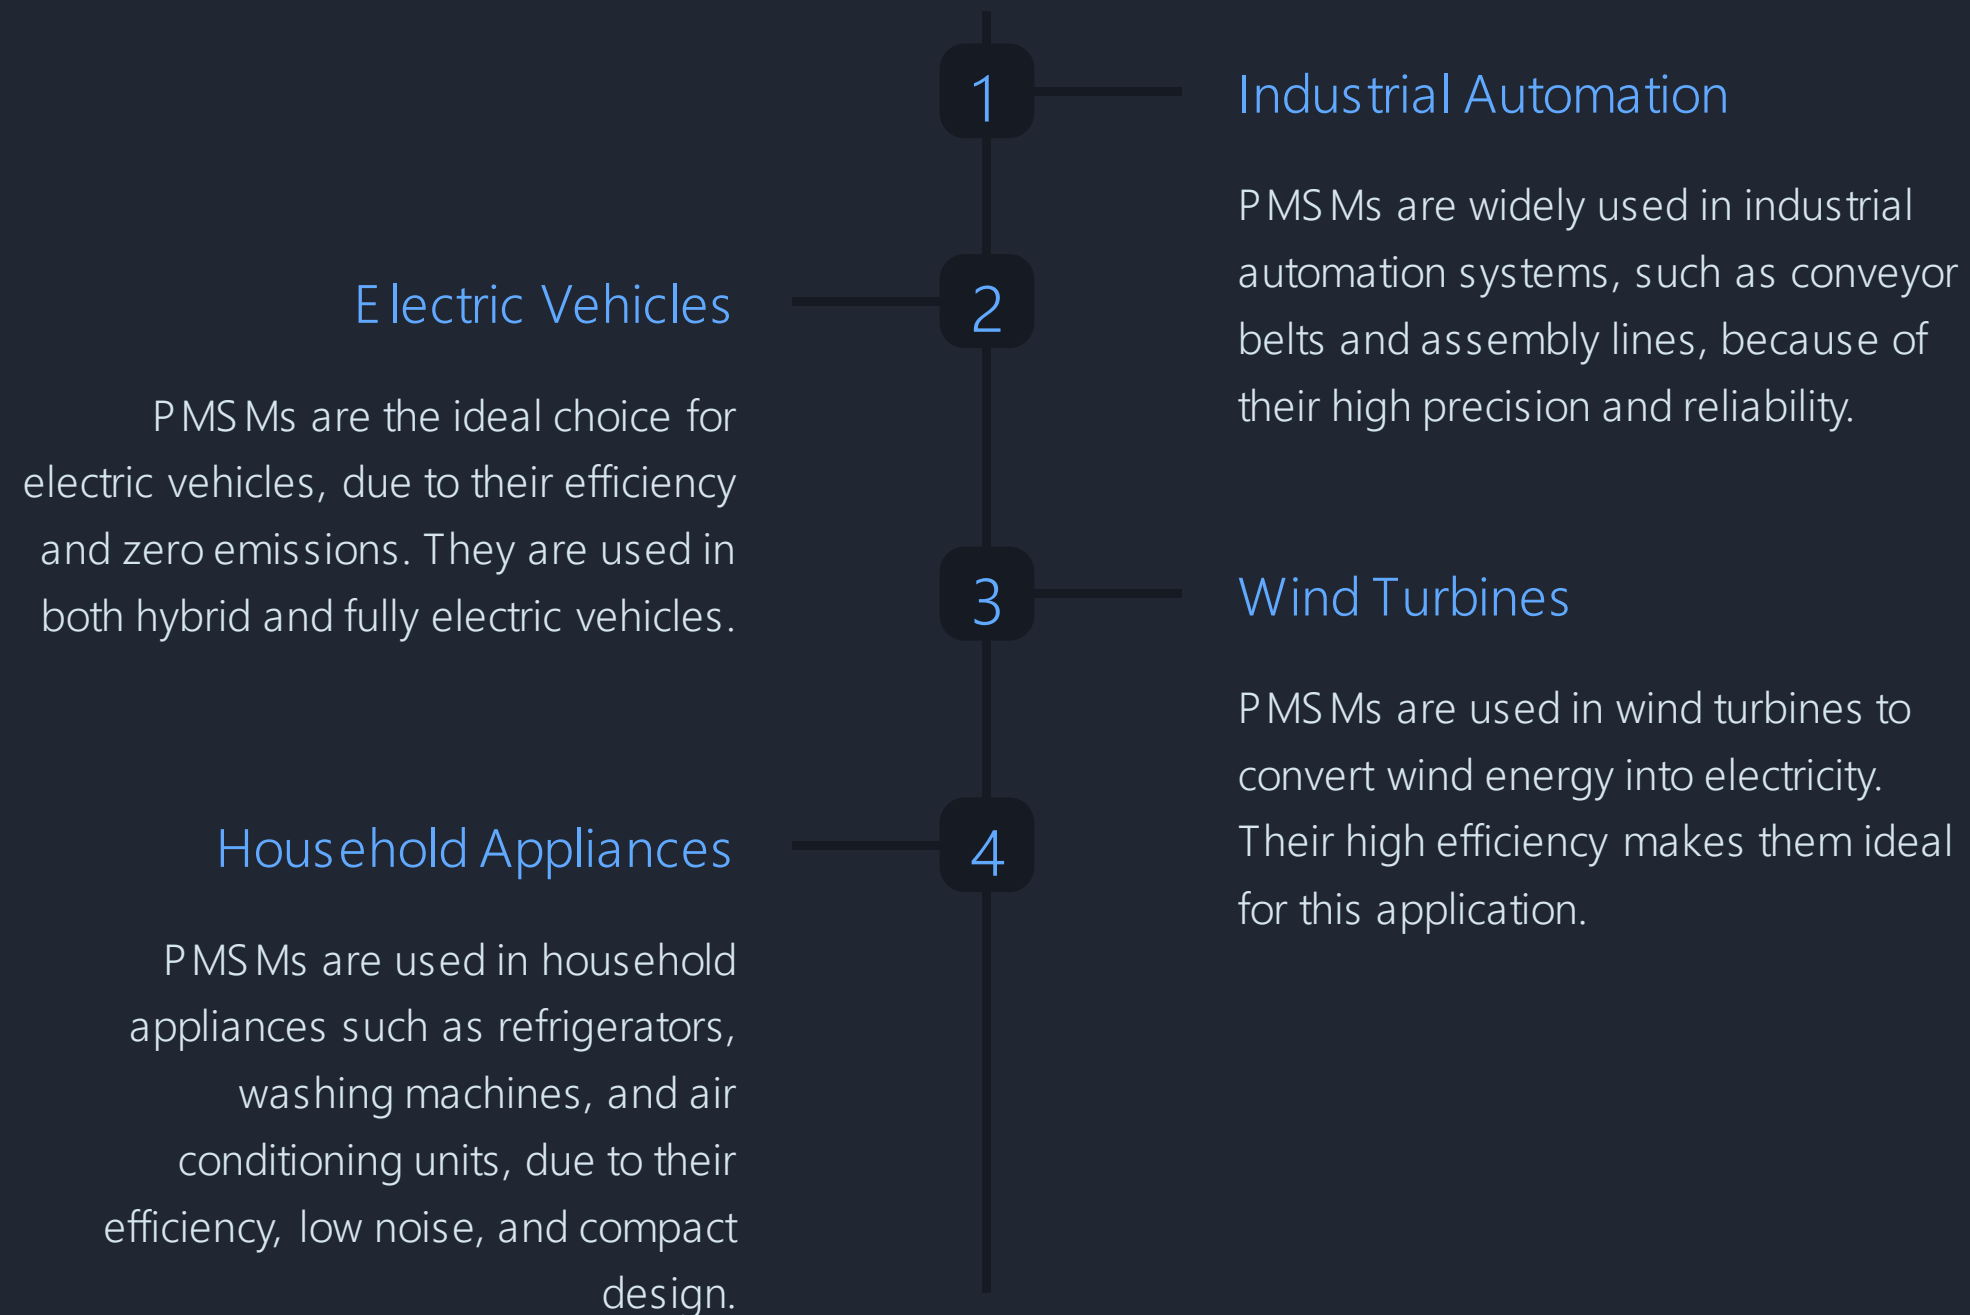 1
Industrial Automation
PMSMs are widely used in industrial
automation systems, such as conveyor
belts and assembly lines, because of
their high precision and reliability.
2
Electric Vehicles
PMSMs are the ideal choice for
electric vehicles, due to their efficiency
and zero emissions. They are used in
both hybrid and fully electric vehicles.
3
Wind Turbines
PMSMs are used in wind turbines to
convert wind energy into electricity.
Their high efficiency makes them ideal
for this application.
4
Household Appliances
PMSMs are used in household
appliances such as refrigerators,
washing machines, and air
conditioning units, due to their
efficiency, low noise, and compact
design.